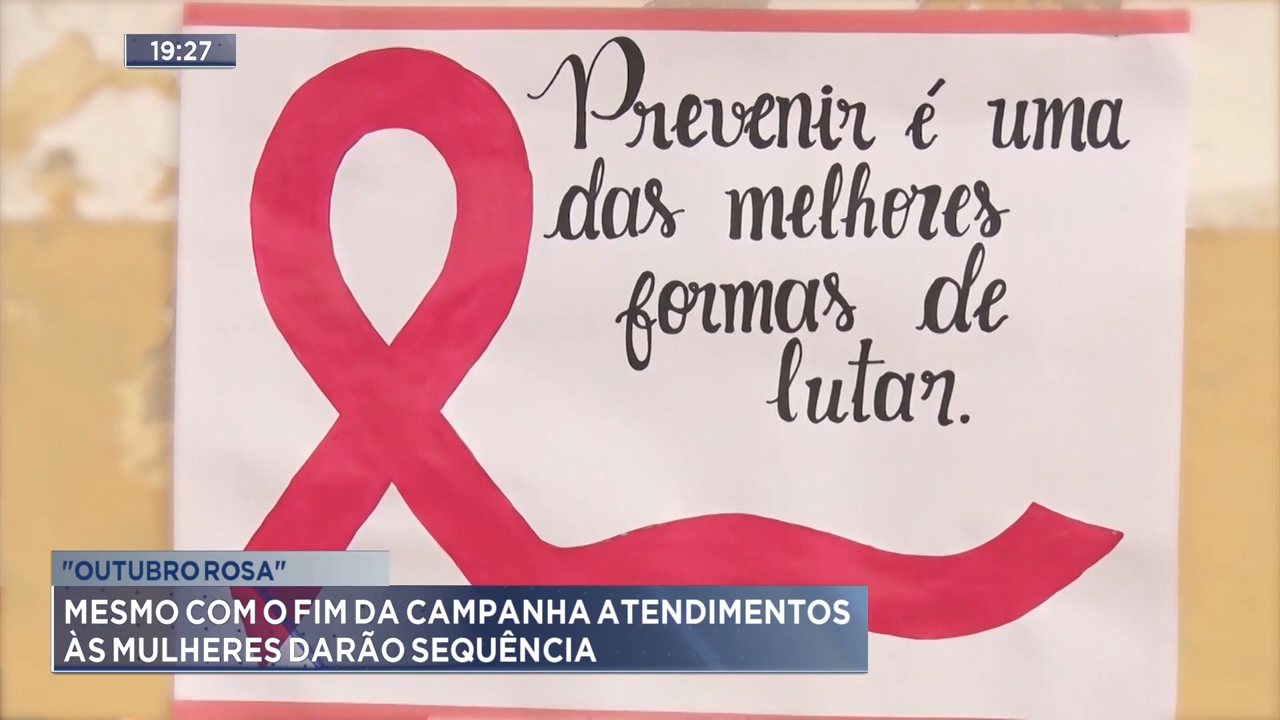 19:27
Prevenir é uma
das melhores
formas de
lutar.
"OUTUBRO ROSA"
MESMO COM O FIM DA CAMPANHA ATENDIMENTOS
ÀS MULHERES DARÃO SEQUÊNCIA